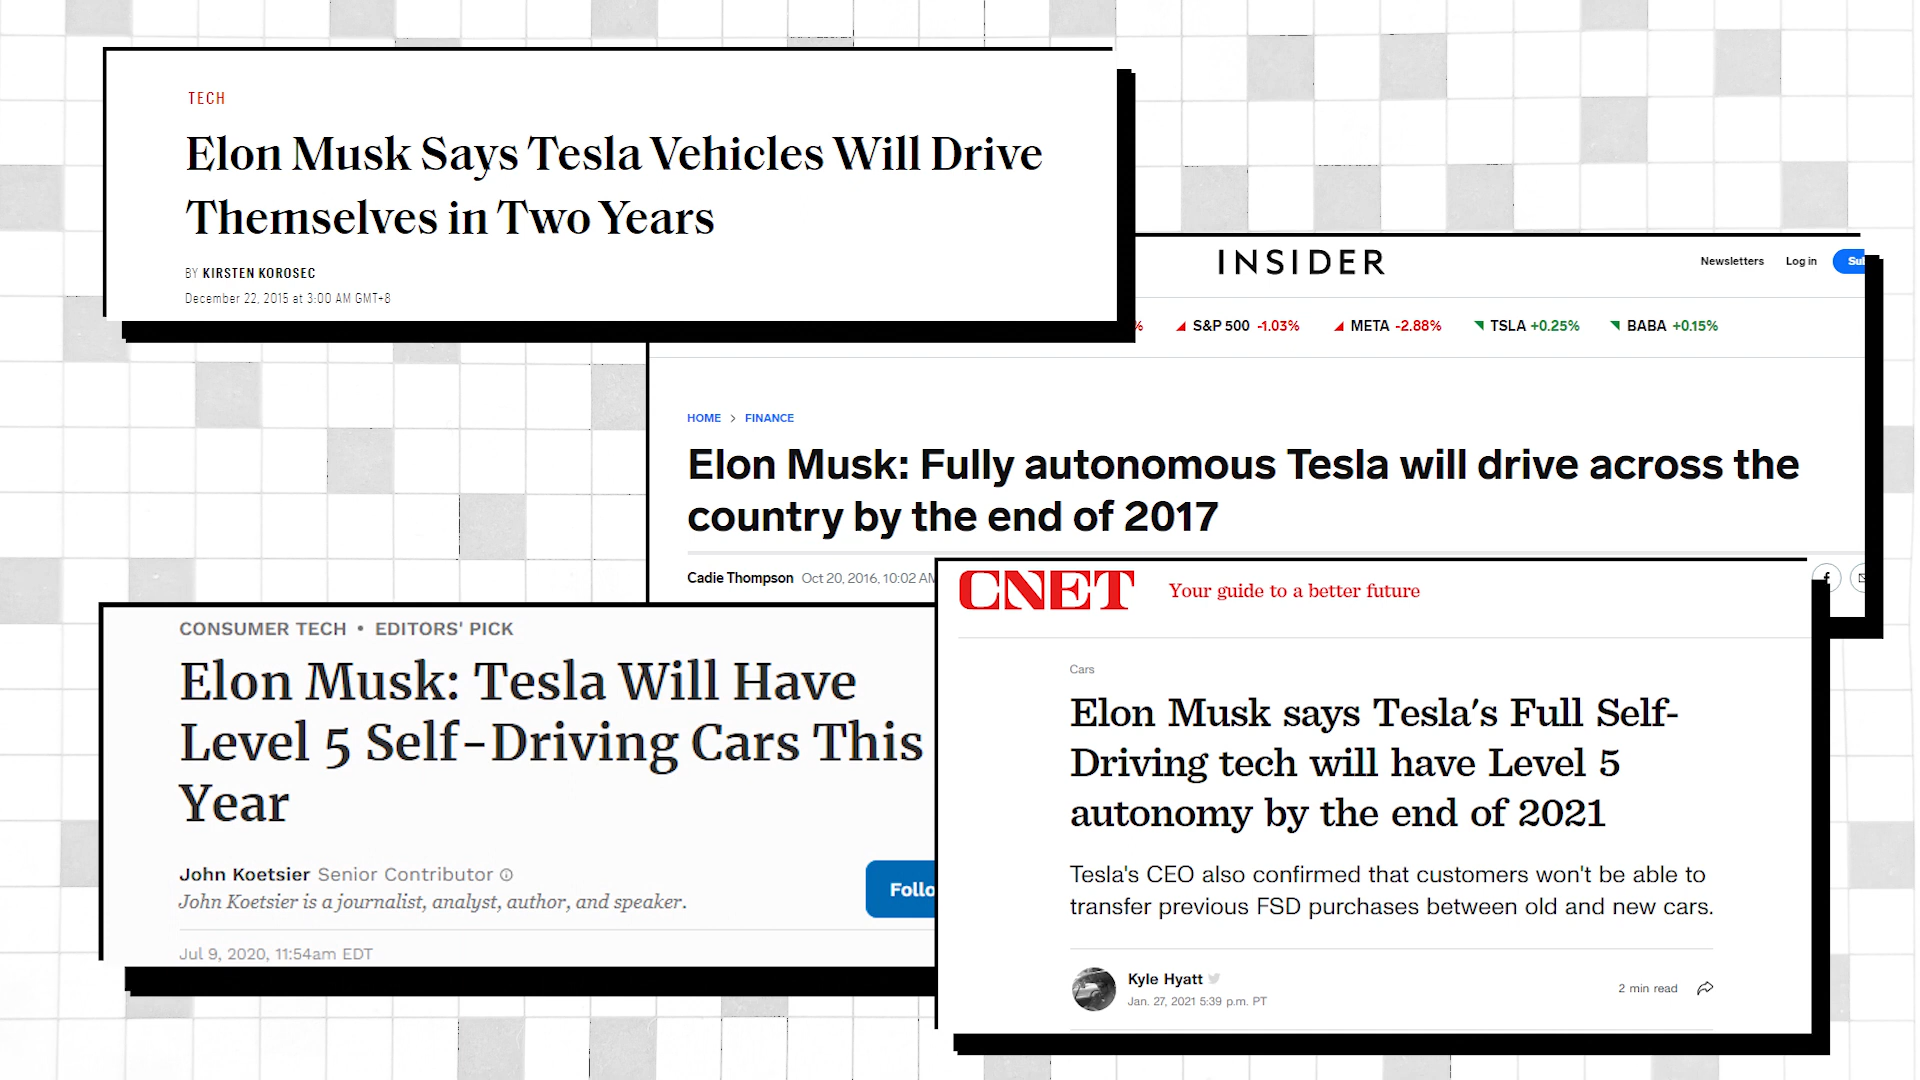 TECH
Elon Musk Says Tesla Vehicles Will Drive
Themselves in Two Years
BY KIRSTEN KOROSEC
December 22, 2015 at 3:00 AM GMT+8
INSIDER
Newsletters Log in
% S&P 500 -1.03% META -2.88% TSLA +0.25% BABA +0.15%
HOME > FINANCE
Elon Musk: Fully autonomous Tesla will drive across the
country by the end of 2017
Cadie Thompson Oct 20, 2016, 10:02 AM
CONSUMER TECH • EDITORS' PICK
Elon Musk: Tesla Will Have
Level 5 Self-Driving Cars This
Year
John Koetsier Senior Contributor
John Koetsier is a journalist, analyst, author, and speaker.
Follo
Jul 9, 2020, 11:54am EDT
CNET Your guide to a better future
Cars
Elon Musk says Tesla's Full Self-
Driving tech will have Level 5
autonomy by the end of 2021
Tesla's CEO also confirmed that customers won't be able to
transfer previous FSD purchases between old and new cars.
Kyle Hyatt
Jan. 27, 2021 5:39 p.m. PT
2 min read